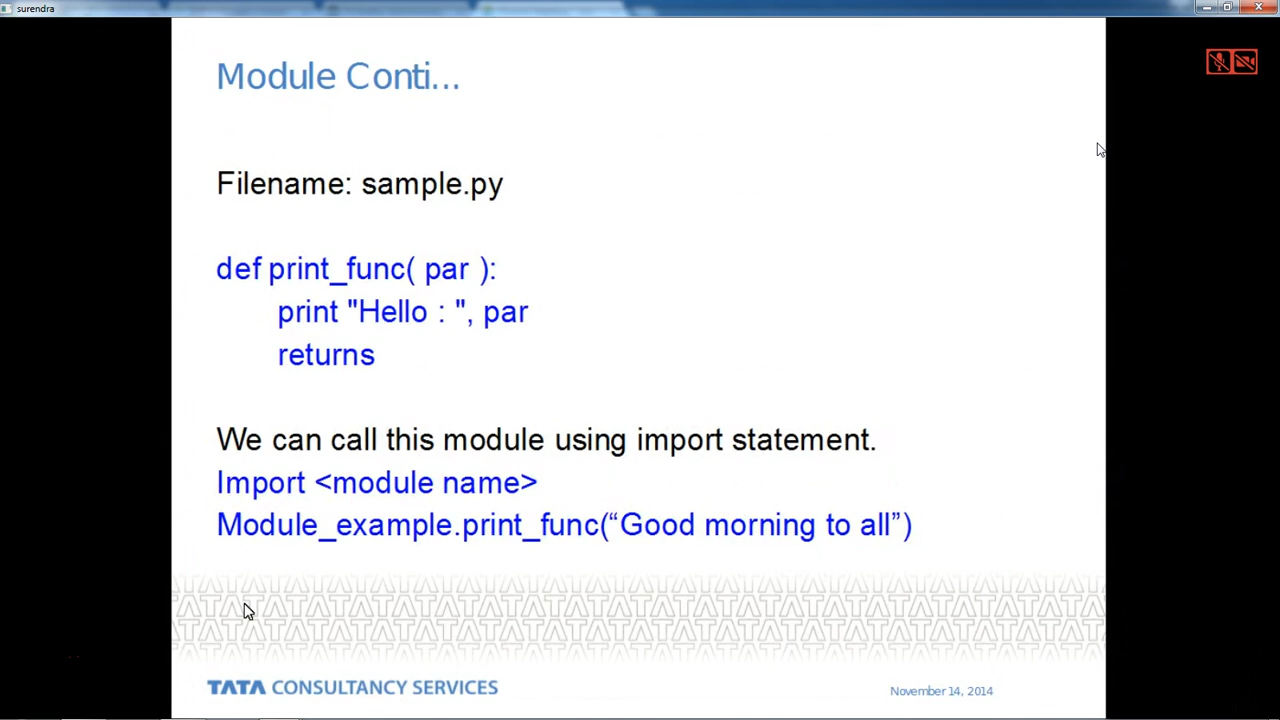 surendra
Module Conti...
Filename: sample.py
def print_func( par ):
print "Hello : ", par
returns
We can call this module using import statement.
Import <module name>
Module_example.print_func(“Good morning to all”)
TATA CONSULTANCY SERVICES
November 14, 2014